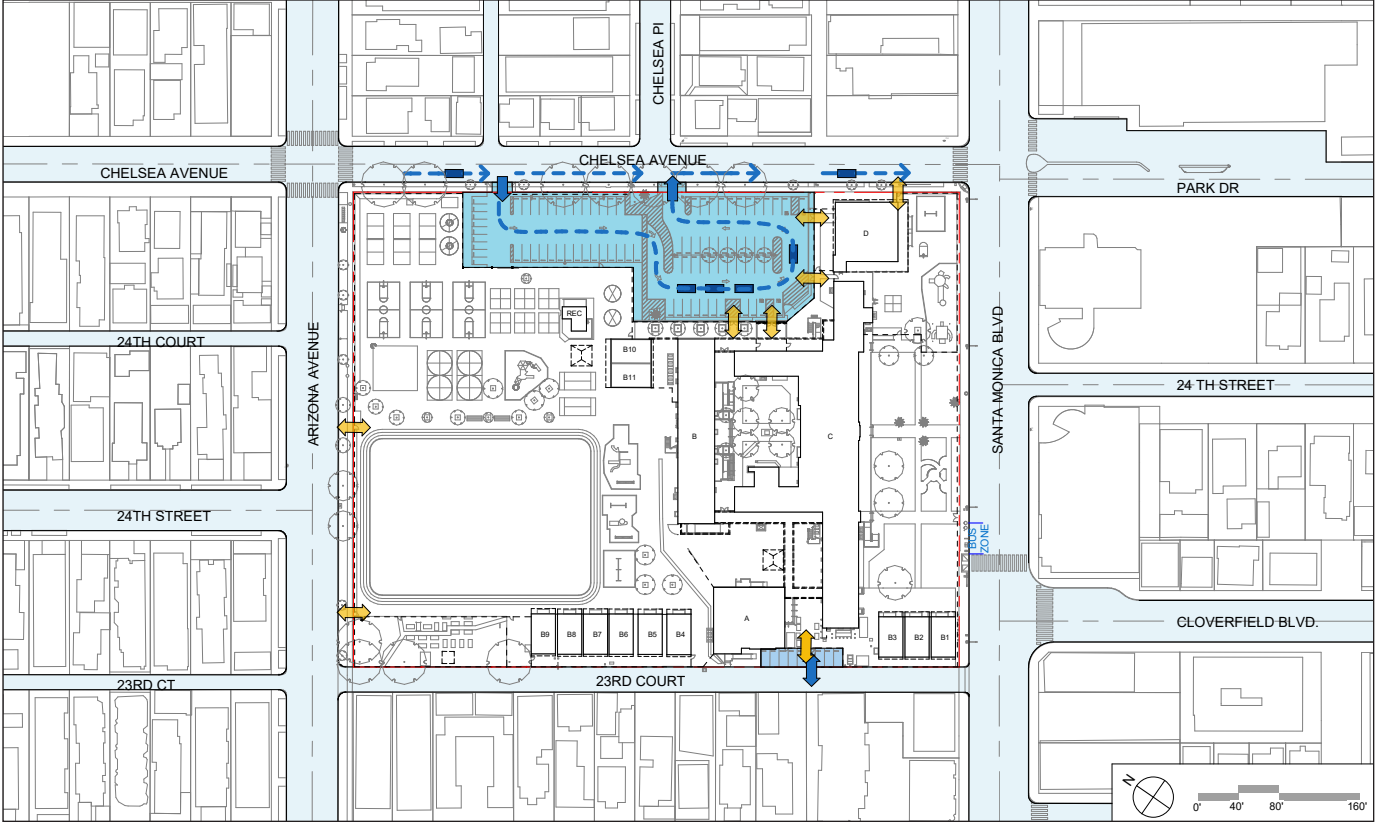 CHELSEA PI
CHELSEA AVENUE
CHELSEA AVENUE
PARK DR
D
REC
24TH COURT
ARIZONA AVENUE
SANTA MONICA BLVD
B10
B11
24 TH STREET
B
C
24TH STREET
BUS
ZONE
A
B9 B8 B7 B6 B5 B4
B3 B2 B1
CLOVERFIELD BLVD.
23RD CT
23RD COURT
N
0' 40' 80' 160'